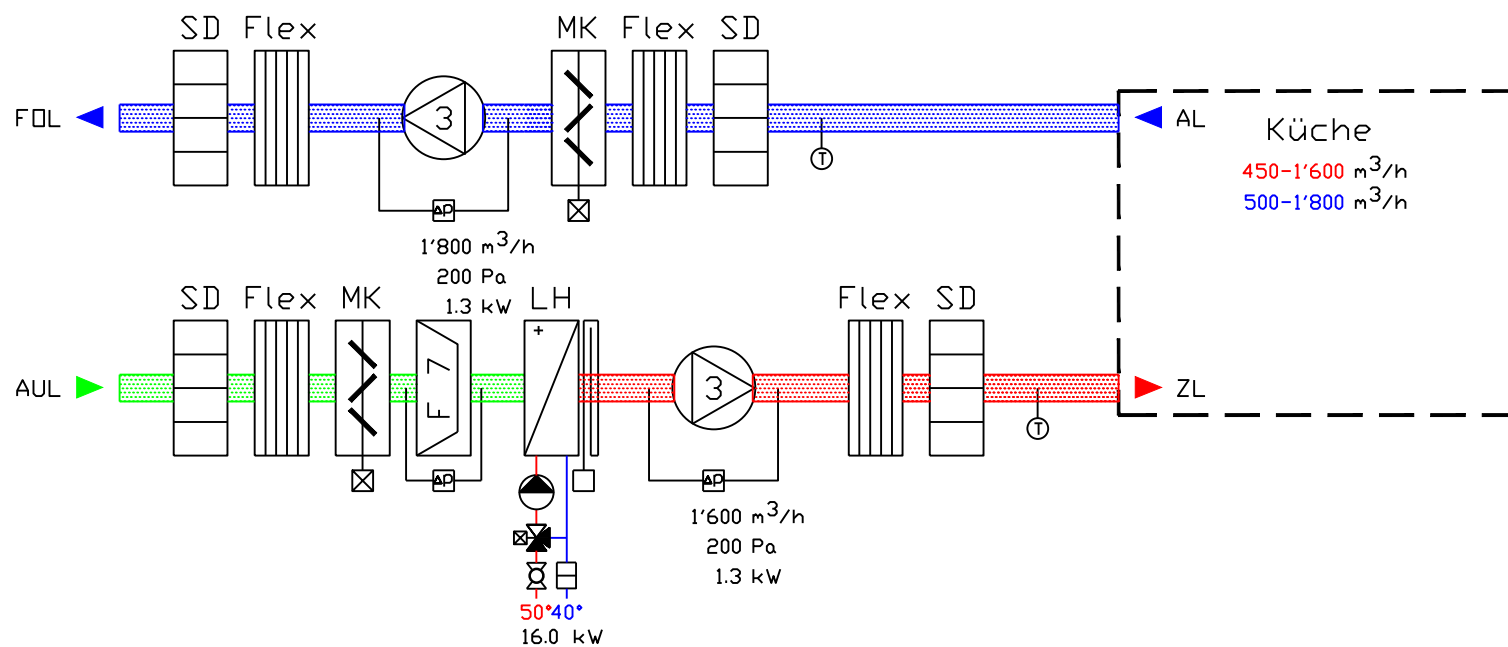 SD Flex MK Flex SD
FOL 3 AL
T
Küche
450-1'600 m³/h
500-1'800 m³/h
Δp
1'800 m³/h
200 Pa
1.3 kW
SD Flex MK LH Flex SD
+
AUL F 7 3 ZL
T
Δp Δp
1'600 m³/h
200 Pa
1.3 kW
50° 40°
16.0 kW